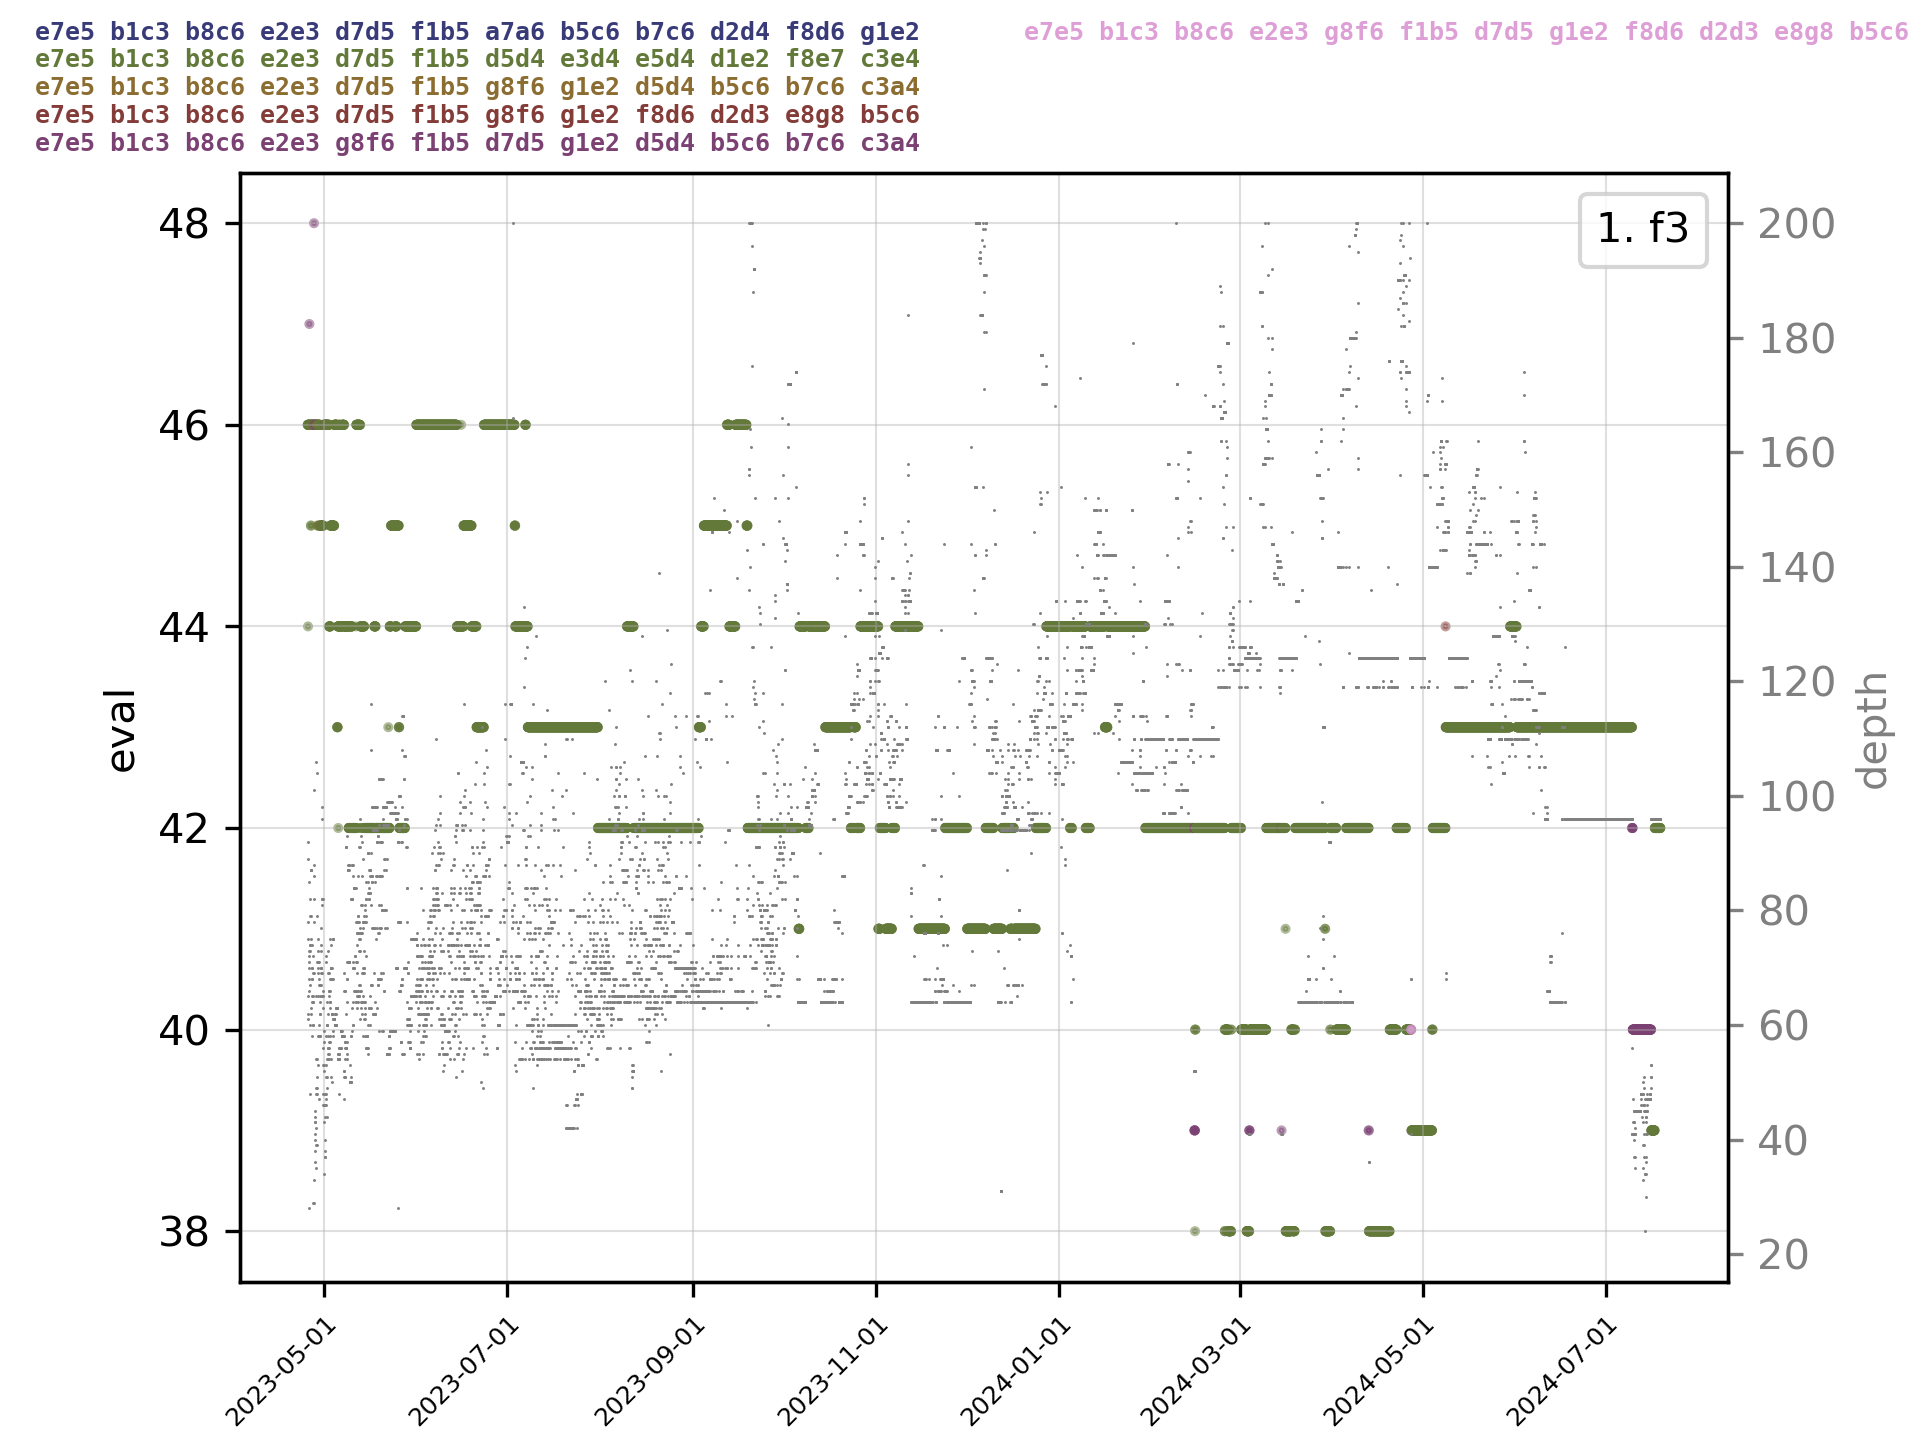 e7e5 b1c3 b8c6 e2e3 d7d5 f1b5 a7a6 b5c6 b7c6 d2d4 f8d6 g1e2
e7e5 b1c3 b8c6 e2e3 d7d5 f1b5 d5d4 e3d4 e5d4 d1e2 f8e7 c3e4
e7e5 b1c3 b8c6 e2e3 d7d5 f1b5 g8f6 g1e2 d5d4 b5c6 b7c6 c3a4
e7e5 b1c3 b8c6 e2e3 d7d5 f1b5 g8f6 g1e2 f8d6 d2d3 e8g8 b5c6
e7e5 b1c3 b8c6 e2e3 g8f6 f1b5 d7d5 g1e2 d5d4 b5c6 b7c6 c3a4
e7e5 b1c3 b8c6 e2e3 g8f6 f1b5 d7d5 g1e2 f8d6 d2d3 e8g8 b5c6
1. f3
eval
48
46
44
42
40
38
depth
200
180
160
140
120
100
80
60
40
20
2023-05-01
2023-07-01
2023-09-01
2023-11-01
2024-01-01
2024-03-01
2024-05-01
2024-07-01